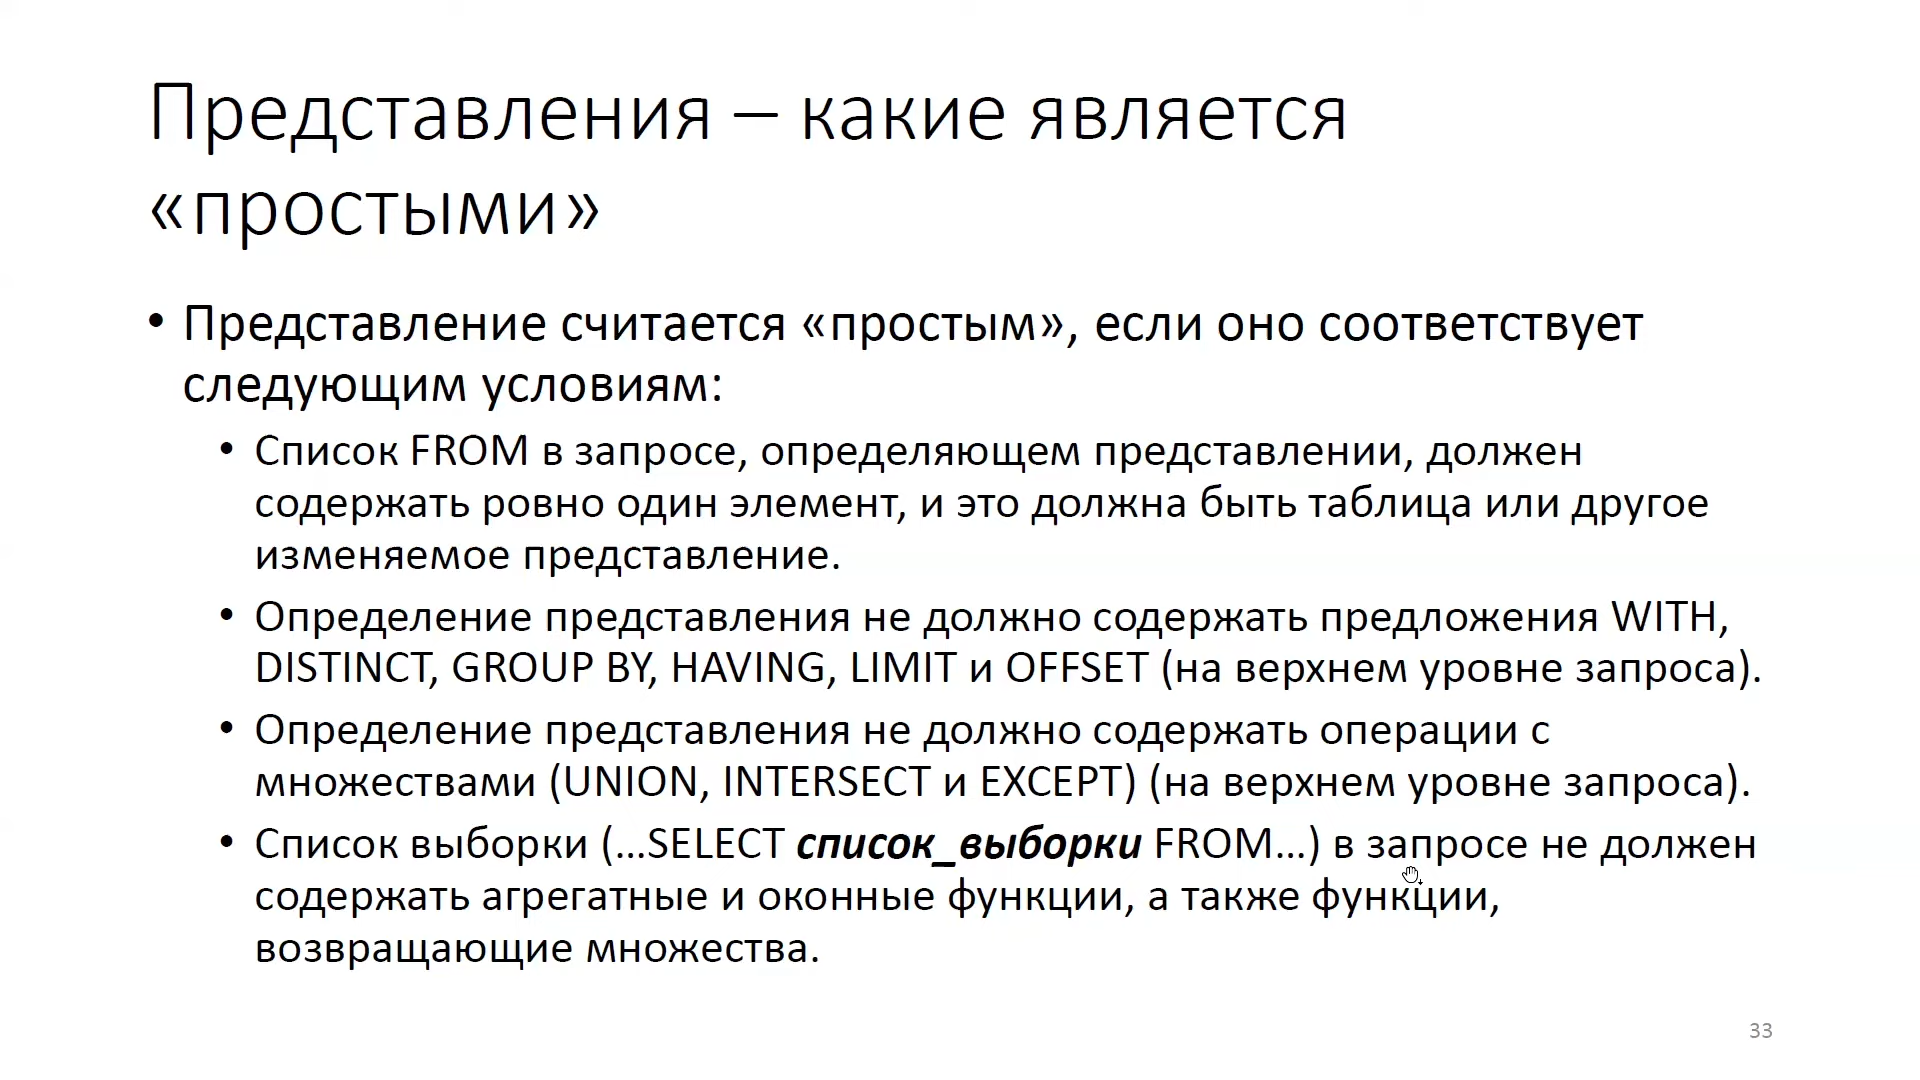 Представления – какие является
«простыми»
• Представление считается «простым», если оно соответствует
следующим условиям:
• Список FROM в запросе, определяющем представлении, должен
содержать ровно один элемент, и это должна быть таблица или другое
изменяемое представление.
• Определение представления не должно содержать предложения WITH,
DISTINCT, GROUP BY, HAVING, LIMIT и OFFSET (на верхнем уровне запроса).
• Определение представления не должно содержать операции с
множествами (UNION, INTERSECT и EXCEPT) (на верхнем уровне запроса).
• Список выборки (…SELECT список_выборки FROM…) в запросе не должен
содержать агрегатные и оконные функции, а также функции,
возвращающие множества.
33